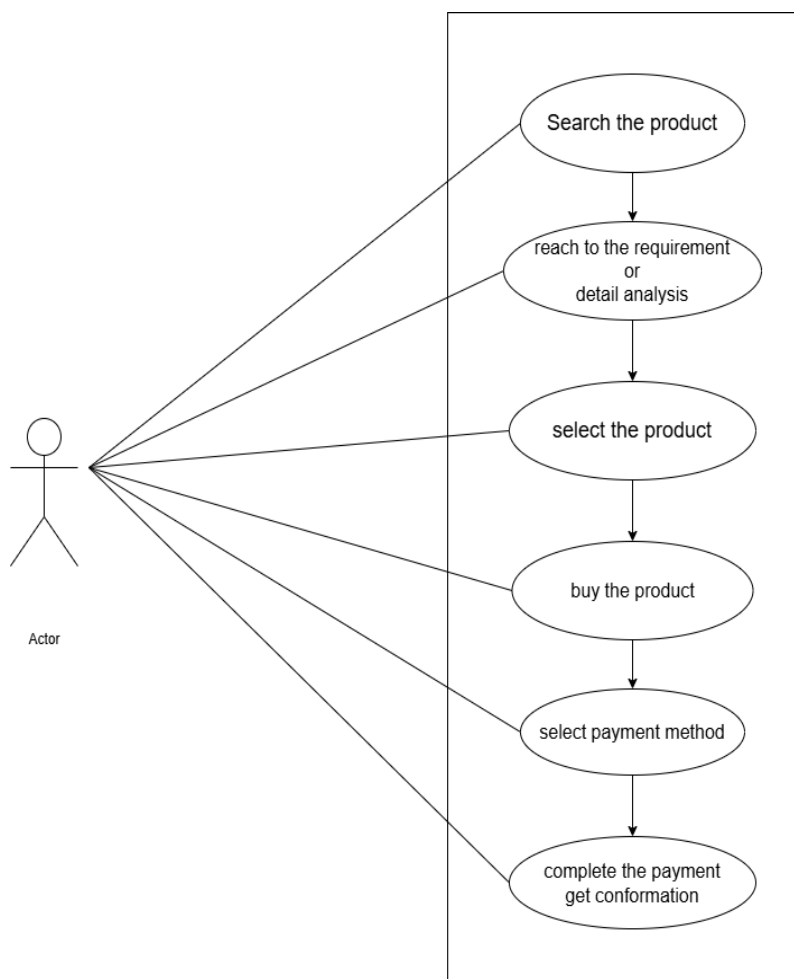 Search the product
reach to the requirement
or
detail analysis
select the product
buy the product
Actor
select payment method
complete the payment
get conformation